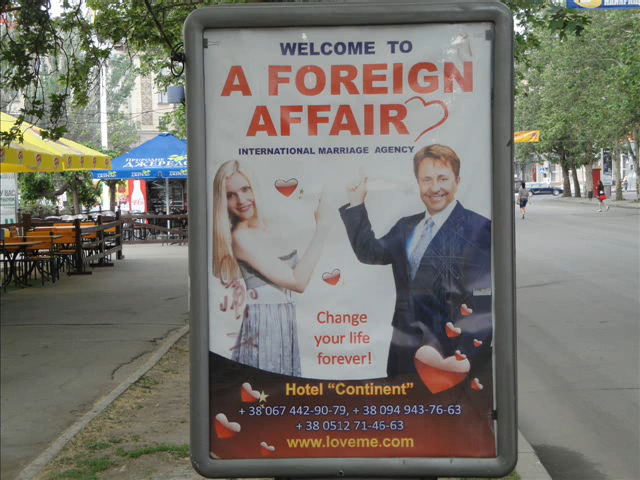 WELCOME TO
A FOREIGN
AFFAIR
INTERNATIONAL MARRIAGE AGENCY
Change
your life
forever!
Hotel "Continent"
+ 38 067 442-90-79, + 38 094 943-76-63
+ 38 0512 71-46-63
www.loveme.com